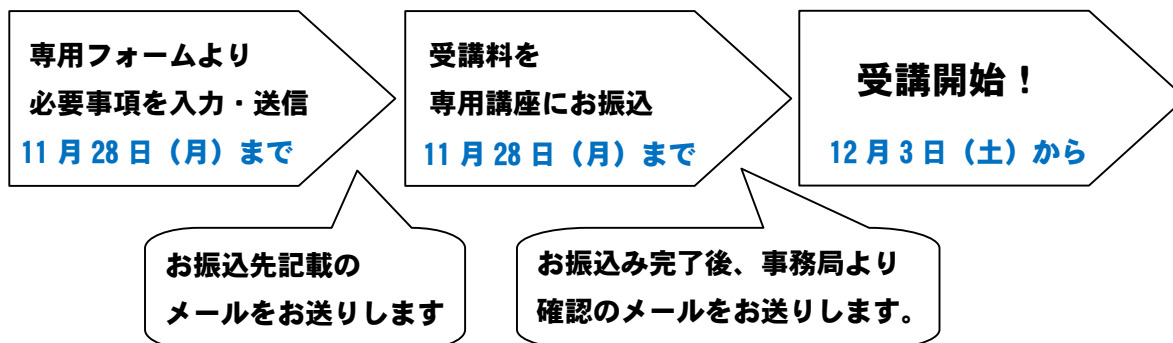 専用フォームより
必要事項を入力・送信
11月28日（月）まで
受講料を
専用講座にお振込
11月28日（月）まで
受講開始！
12月3日（土）から
お振込先記載の
メールをお送りします
お振込み完了後、事務局より
確認のメールをお送りします。